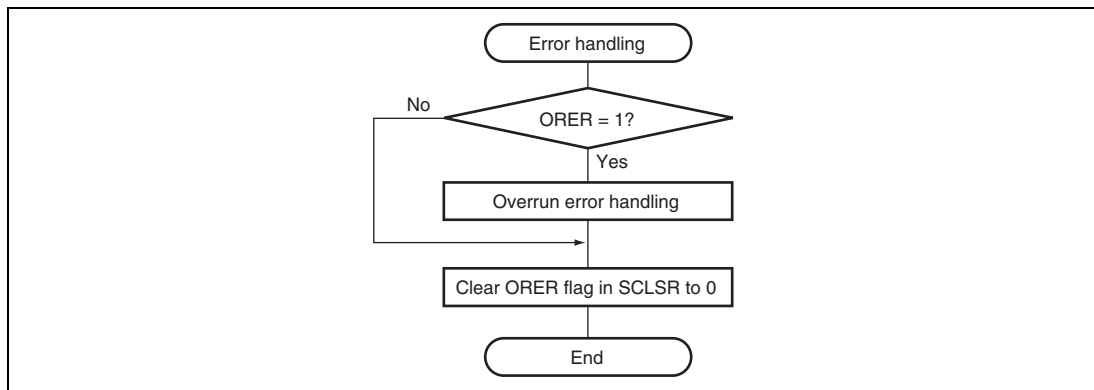 Error handling
No
ORER = 1?
Yes
Overrun error handling
Clear ORER flag in SCLSR to 0
End